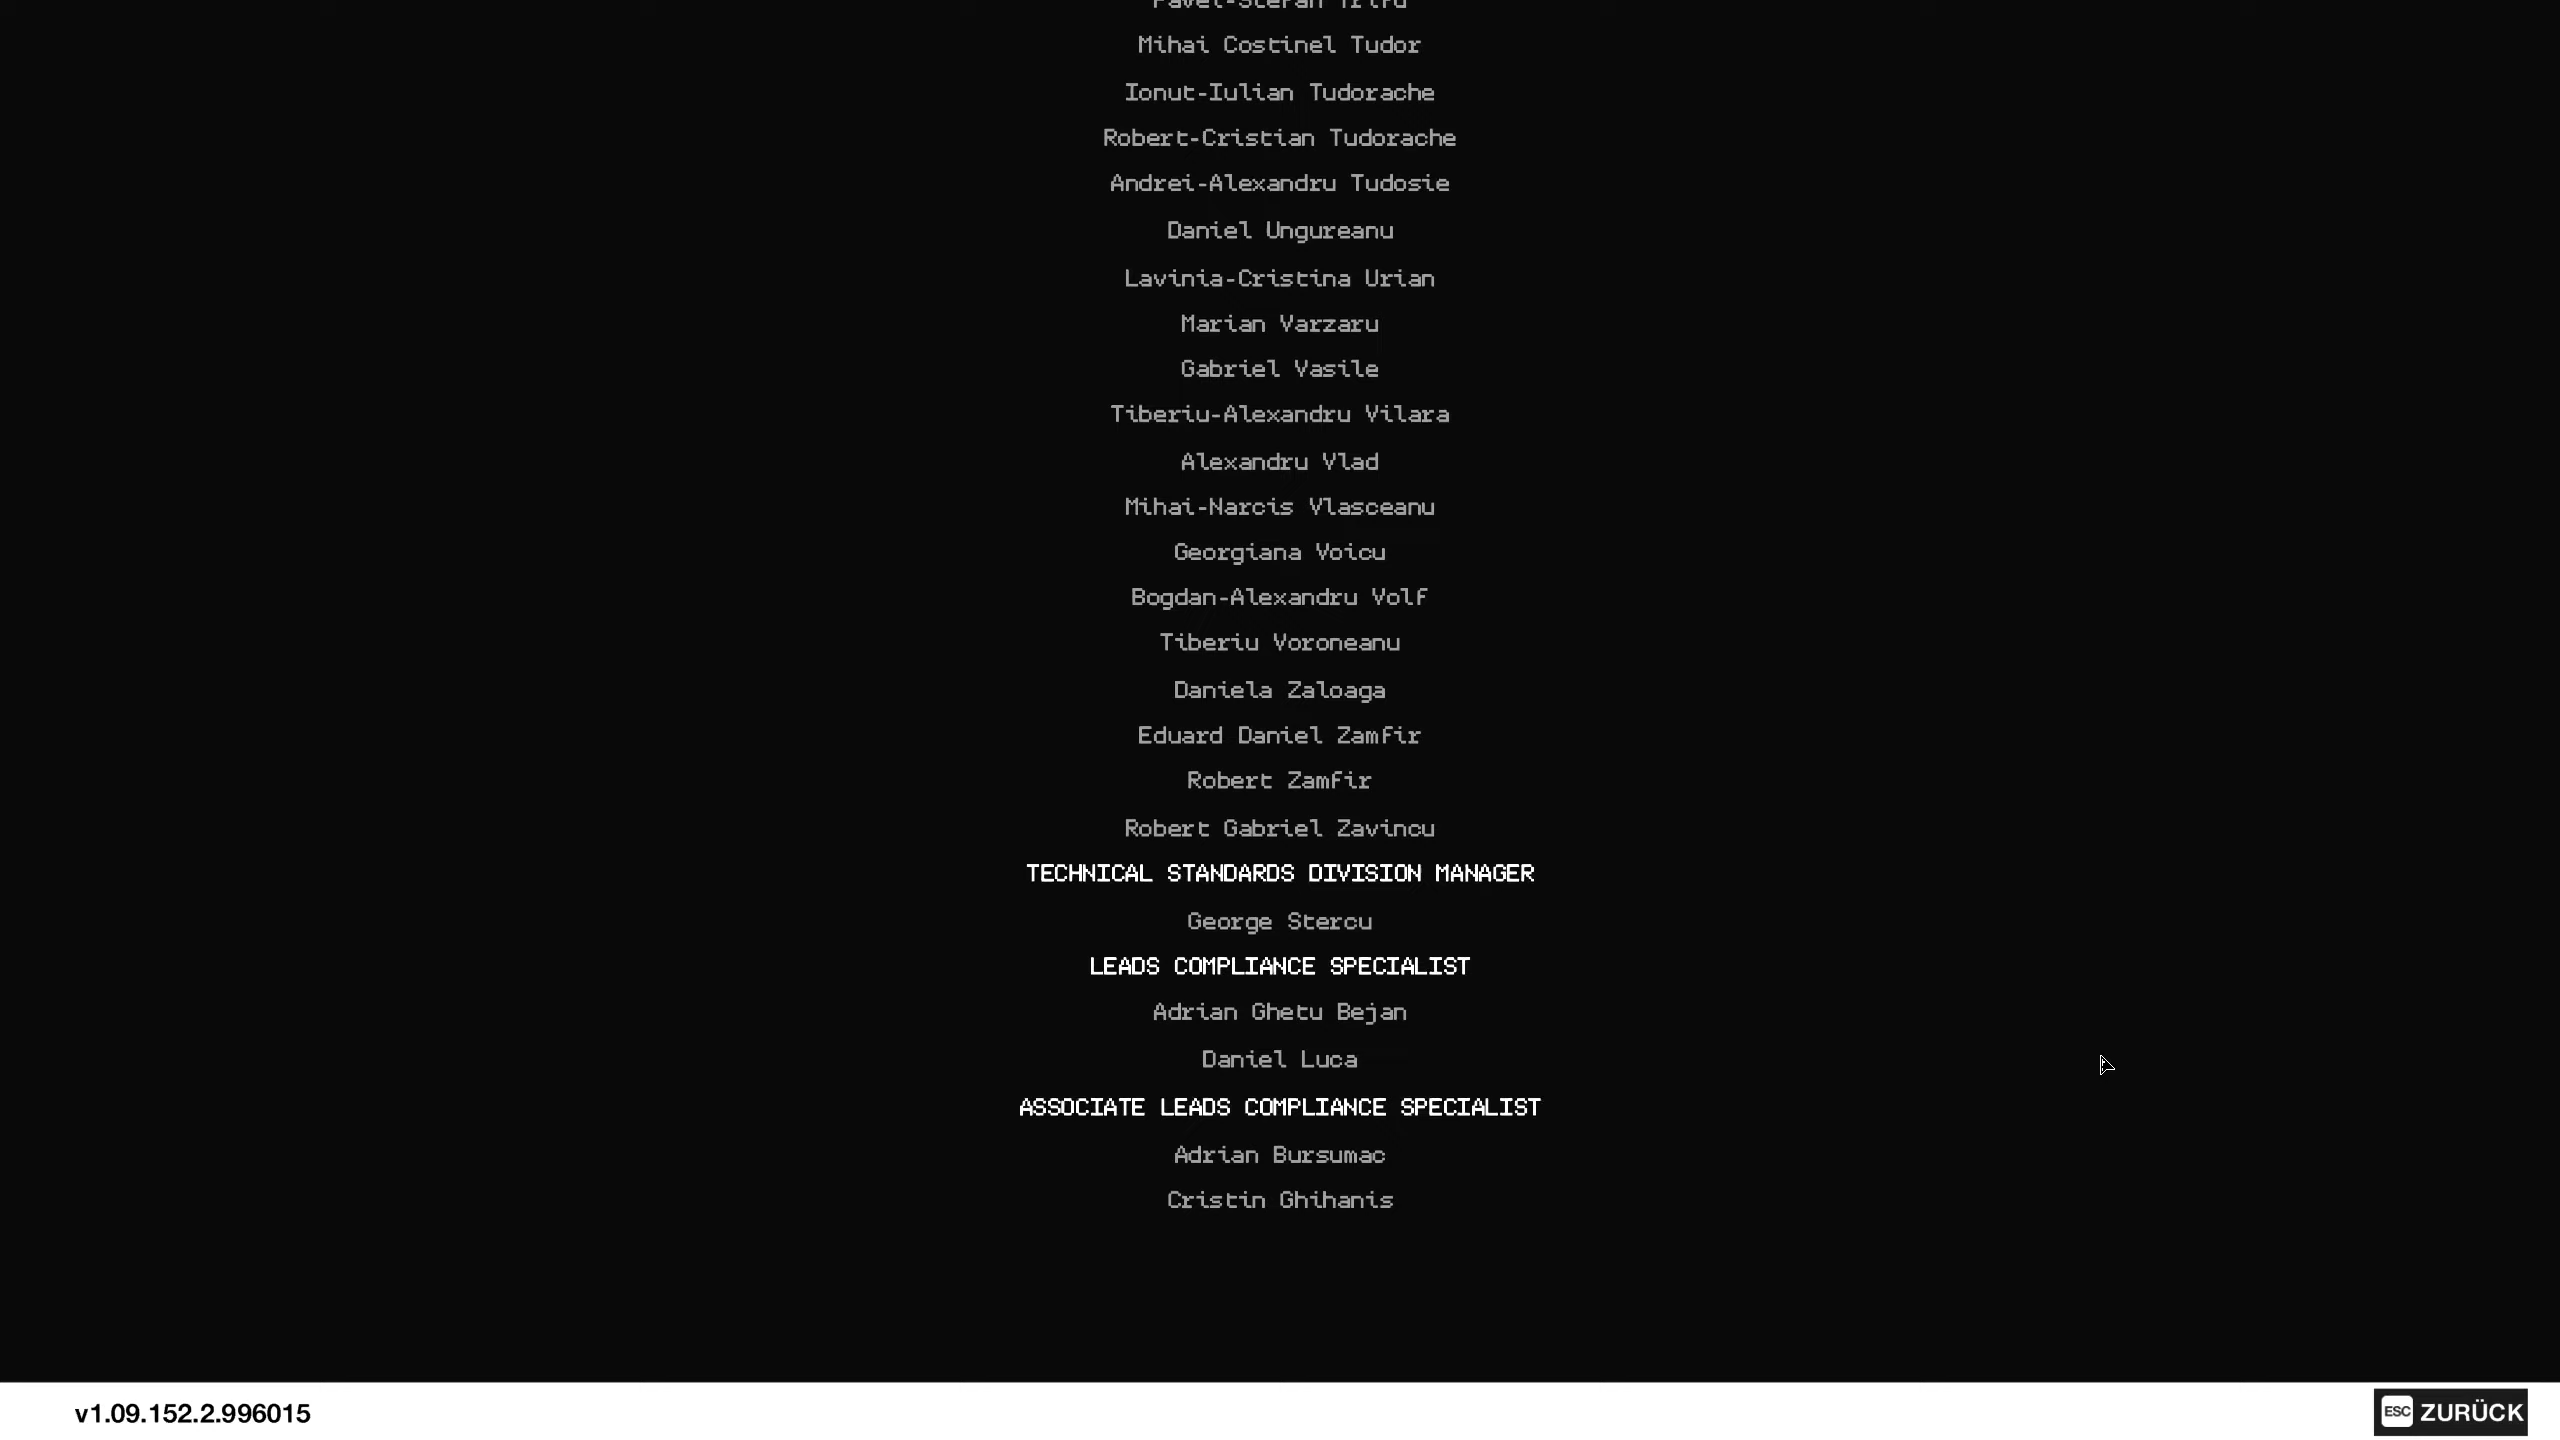 Mihai Costinel Tudor
Ionut-Iulian Tudorache
Robert-Cristian Tudorache
Andrei-Alexandru Tudosie
Daniel Ungureanu
Lavinia-Cristina Urian
Marian Varzaru
Gabriel Vasile
Tiberiu-Alexandru Vilara
Alexandru Vlad
Mihai-Narcis Vlasceanu
Georgiana Voicu
Bogdan-Alexandru Volf
Tiberiu Voroneanu
Daniela Zaloaga
Eduard Daniel Zamfir
Robert Zamfir
Robert Gabriel Zavincu
TECHNICAL STANDARDS DIVISION MANAGER
George Stercu
LEADS COMPLIANCE SPECIALIST
Adrian Ghetu Bejan
Daniel Luca
ASSOCIATE LEADS COMPLIANCE SPECIALIST
Adrian Bursumac
Cristin Ghihanis
v1.09.152.2.996015
ESC ZURÜCK